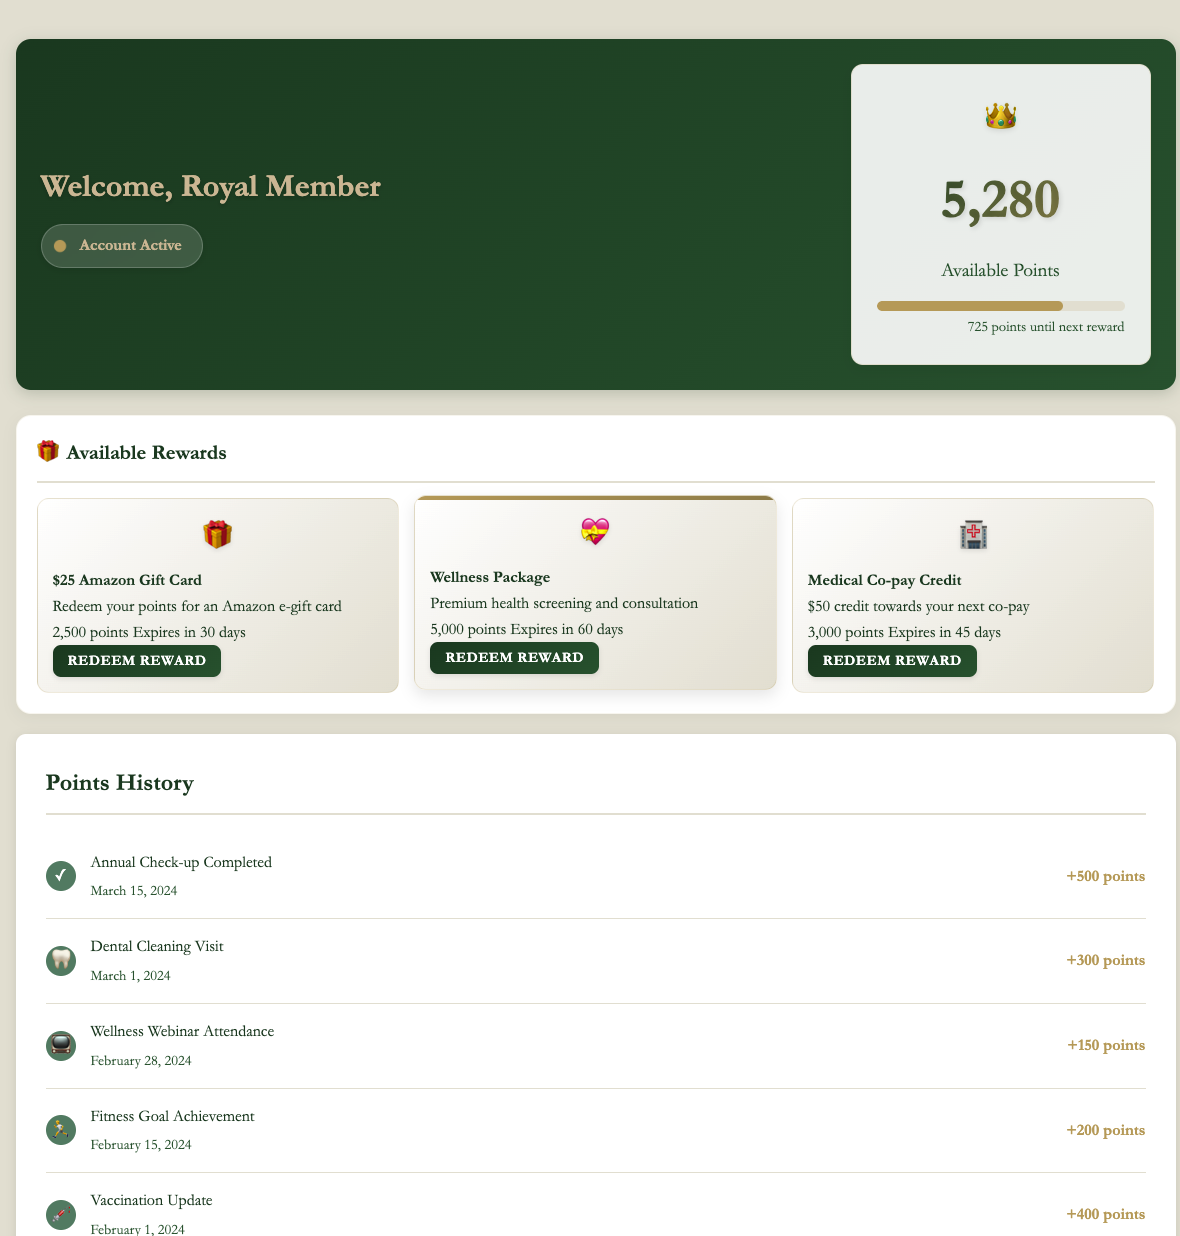 Welcome, Royal Member
Account Active
5,280
Available Points
725 points until next reward
Available Rewards
$25 Amazon Gift Card
Redeem your points for an Amazon e-gift card
2,500 points Expires in 30 days
REDEEM REWARD
Wellness Package
Premium health screening and consultation
5,000 points Expires in 60 days
REDEEM REWARD
Medical Co-pay Credit
$50 credit towards your next co-pay
3,000 points Expires in 45 days
REDEEM REWARD
Points History
Annual Check-up Completed
March 15, 2024
+500 points
Dental Cleaning Visit
March 1, 2024
+300 points
Wellness Webinar Attendance
February 28, 2024
+150 points
Fitness Goal Achievement
February 15, 2024
+200 points
Vaccination Update
February 1, 2024
+400 points